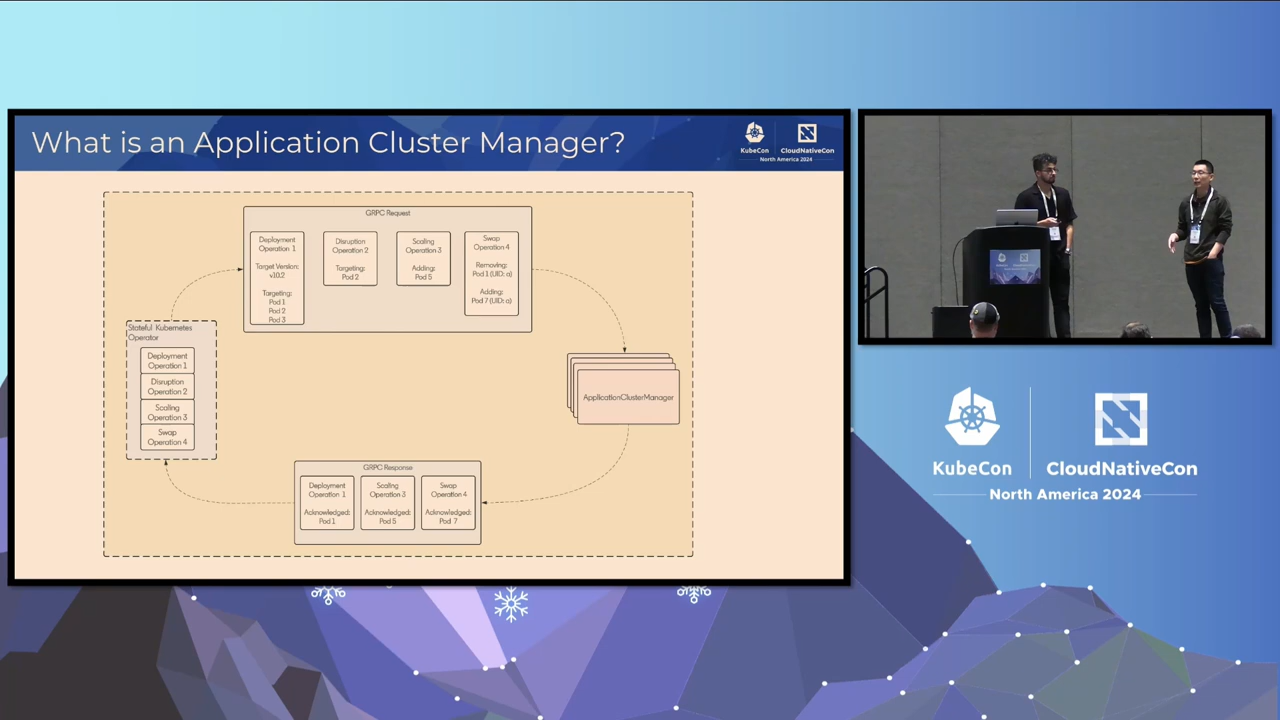 What is an Application Cluster Manager?
KubeCon
CloudNativeCon
North America 2024
GRPC Request
Deployment
Operation 1
Target Version:
v10.2
Targeting:
Pod 1
Pod 2
Pod 3
Disruption
Operation 2
Targeting:
Pod 2
Scaling
Operation 3
Adding:
Pod 5
Swap
Operation 4
Removing:
Pod 1 (UID: a)
Adding:
Pod 7 (UID: a)
Stateful Kubernetes
Operator
Deployment
Operation 1
Disruption
Operation 2
Scaling
Operation 3
Swap
Operation 4
ApplicationClusterManager
GRPC Response
Deployment
Operation 1
Acknowledged:
Pod 1
Scaling
Operation 3
Acknowledged:
Pod 5
Swap
Operation 4
Acknowledged:
Pod 7
KubeCon
CloudNativeCon
North America 2024